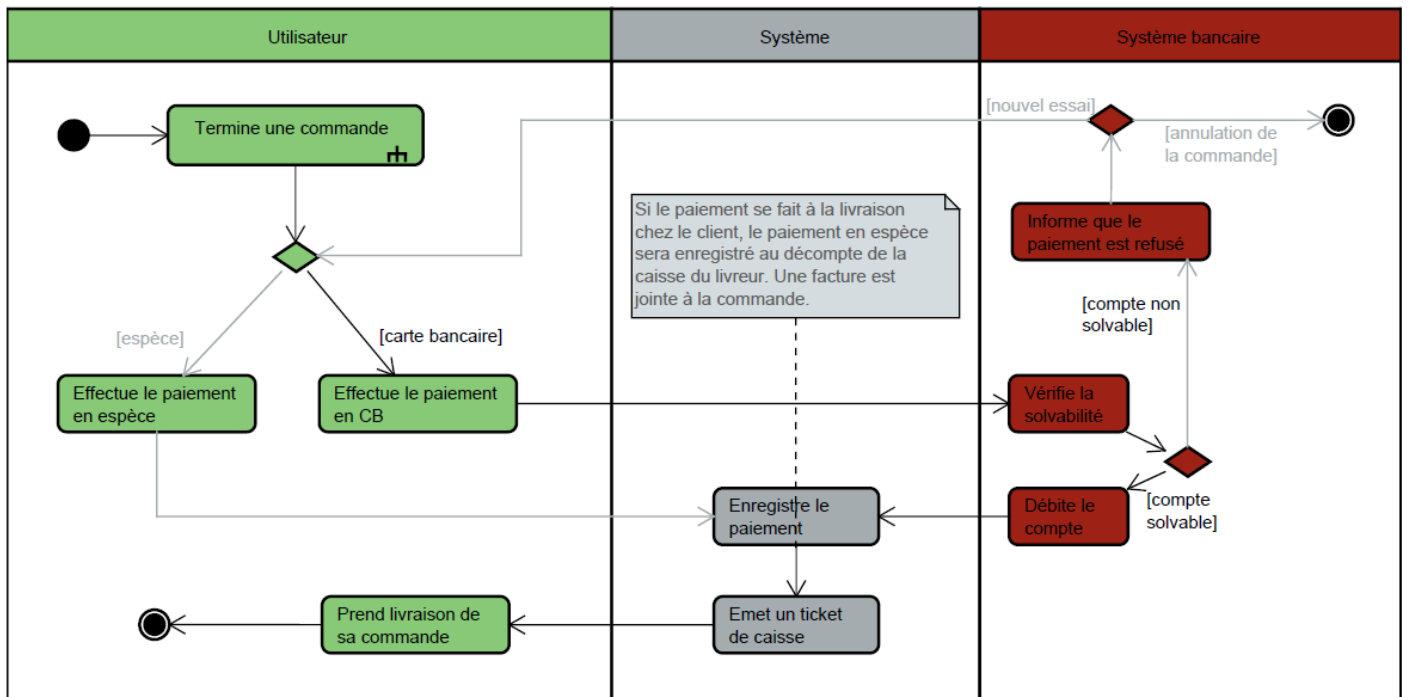 Utilisateur
Système
Système bancaire
Termine une commande
[nouvel essai]
[annulation de
la commande]
Si le paiement se fait à la livraison
chez le client, le paiement en espèce
sera enregistré au décompte de la
caisse du livreur. Une facture est
jointe à la commande.
Informe que le
paiement est refusé
[compte non
solvable]
[espèce]
[carte bancaire]
Effectue le paiement
en espèce
Effectue le paiement
en CB
Vérifie la
solvabilité
Enregistre le
paiement
Débite le
compte
[compte
solvable]
Prend livraison de
sa commande
Emet un ticket
de caisse